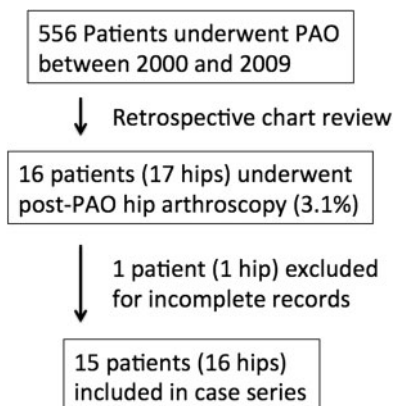 556 Patients underwent PAO
between 2000 and 2009
Retrospective chart review
16 patients (17 hips) underwent
post-PAO hip arthroscopy (3.1%)
1 patient (1 hip) excluded
for incomplete records
15 patients (16 hips)
included in case series